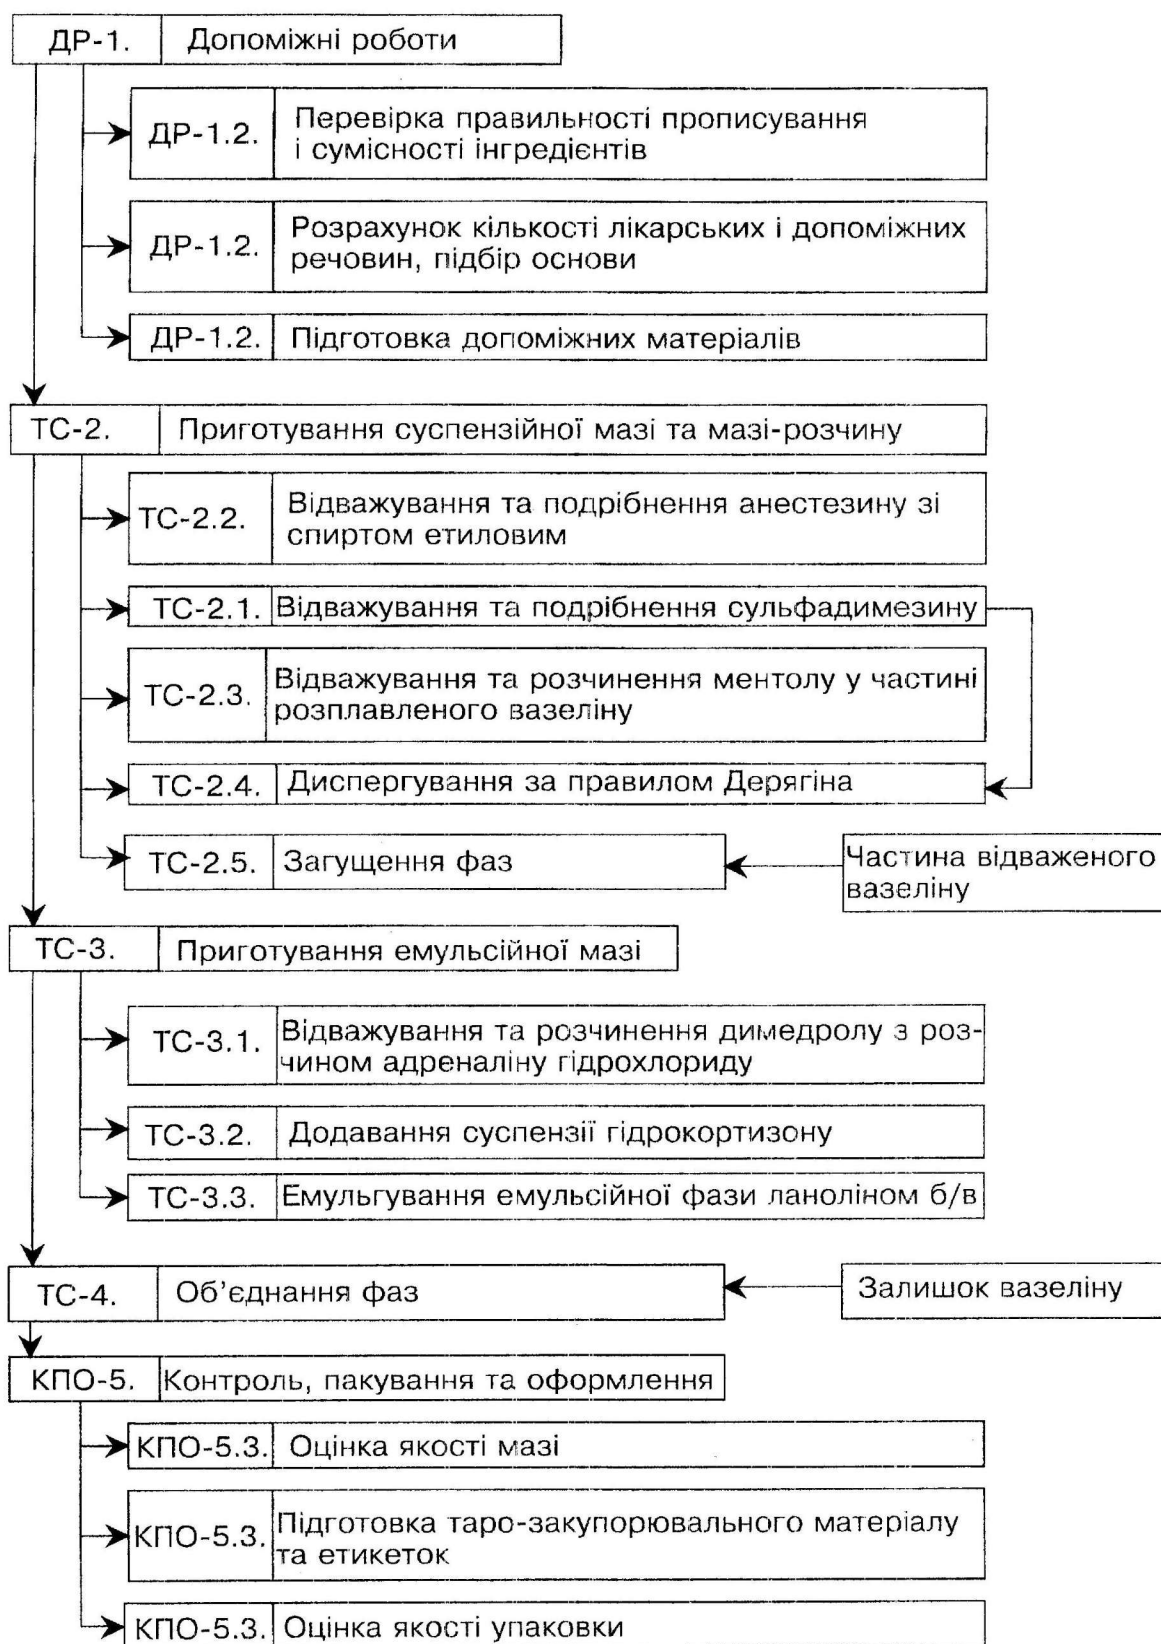 ДР-1. Допоміжні роботи
ДР-1.2. Перевірка правильності прописування
і сумісності інгредієнтів
ДР-1.2. Розрахунок кількості лікарських і допоміжних
речовин, підбір основи
ДР-1.2. Підготовка допоміжних матеріалів
ТС-2. Приготування суспензійної мазі та мазі-розчину
ТС-2.2. Відважування та подрібнення анестезину зі
спиртом етиловим
ТС-2.1. Відважування та подрібнення сульфадимезину
ТС-2.3. Відважування та розчинення ментолу у частині
розплавленого вазеліну
ТС-2.4. Диспергування за правилом Дерягіна
ТС-2.5. Загущення фаз
Частина відваженого
вазеліну
ТС-3. Приготування емульсійної мазі
ТС-3.1. Відважування та розчинення димедролу з роз-
чином адреналіну гідрохлориду
ТС-3.2. Додавання суспензії гідрокортизону
ТС-3.3. Емульгування емульсійної фази ланоліном б/в
ТС-4. Об’єднання фаз
Залишок вазеліну
КПО-5. Контроль, пакування та оформлення
КПО-5.3. Оцінка якості мазі
КПО-5.3. Підготовка таро-закупорювального матеріалу
та етикеток
КПО-5.3. Оцінка якості упаковки